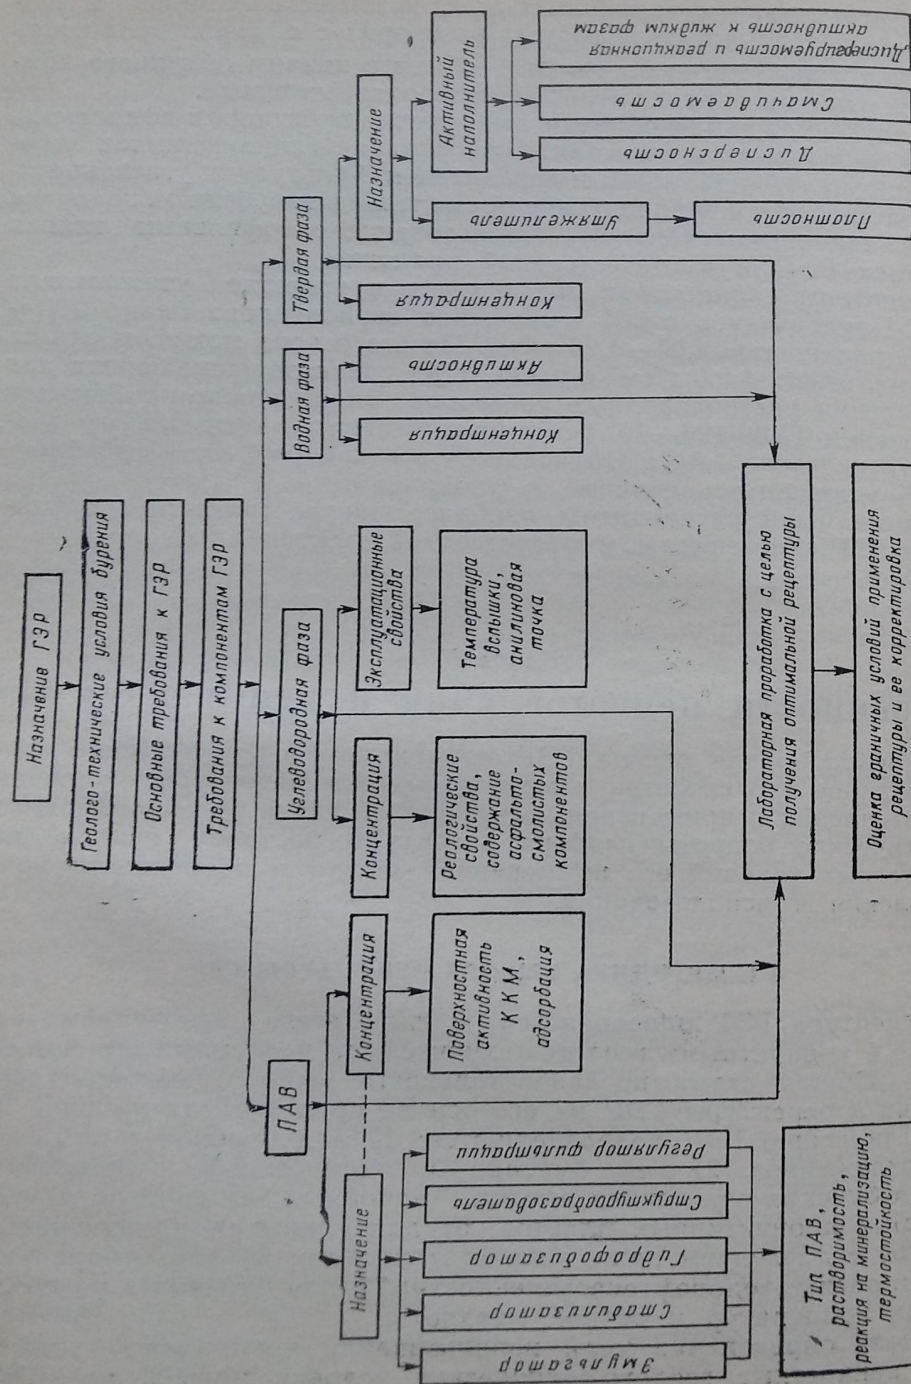 Назначение ГЭР
Геолого-технические условия бурения
Основные требования к ГЭР
Требования к компонентам ГЭР
ПАВ
Углеводородная фаза
Водная фаза
Твердая фаза
Назначение
Концентрация
Концентрация
Эксплуатационные
свойства
Концентрация
Активность
Концентрация
Назначение
Эмульгатор
Стабилизатор
Гидрофобизатор
Структурообразователь
Регулятор фильтрации
Поверхностная
активность
ККМ,
адсорбация
Реологические
свойства,
содержание
асфальто-
смолистых
компонентов
Температура
вспышки,
анилиновая
точка
Утяжелитель
Активный
наполнитель
Плотность
Дисперсность
Смачиваемость
Диспергируемость и реакционная
активность к жидким фазам
Тип ПАВ,
растворимость,
реакция на минерализацию,
термостойкость
Лабораторная проработка с целью
получения оптимальной рецептуры
Оценка граничных условий применения
рецептуры и ее корректировка